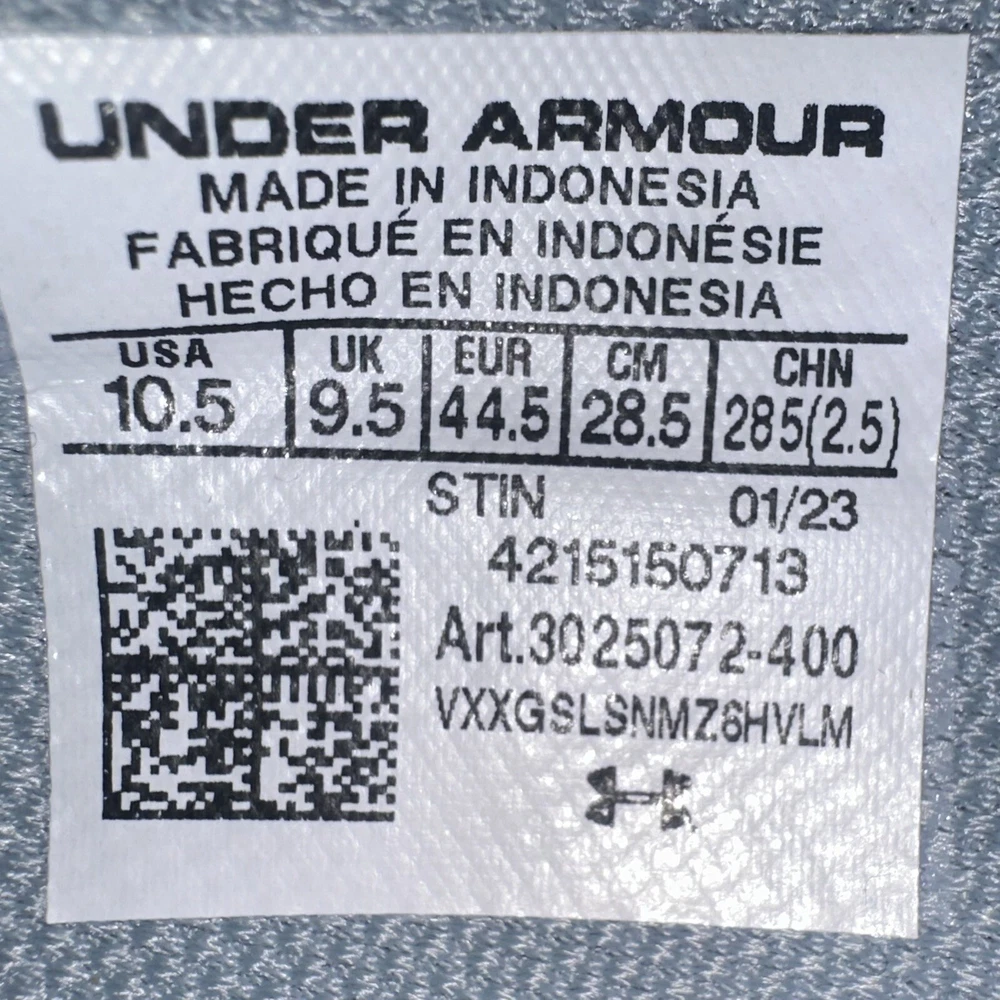 UNDER ARMOUR
MADE IN INDONESIA
FABRIQUÉ EN INDONÉSIE
HECHO EN INDONESIA
USA UK EUR CM CHN
10.5 9.5 44.5 28.5 285(2.5)
STIN 01/23
4215150713
Art.3025072-400
VXXGSLSNMZ6HVLM